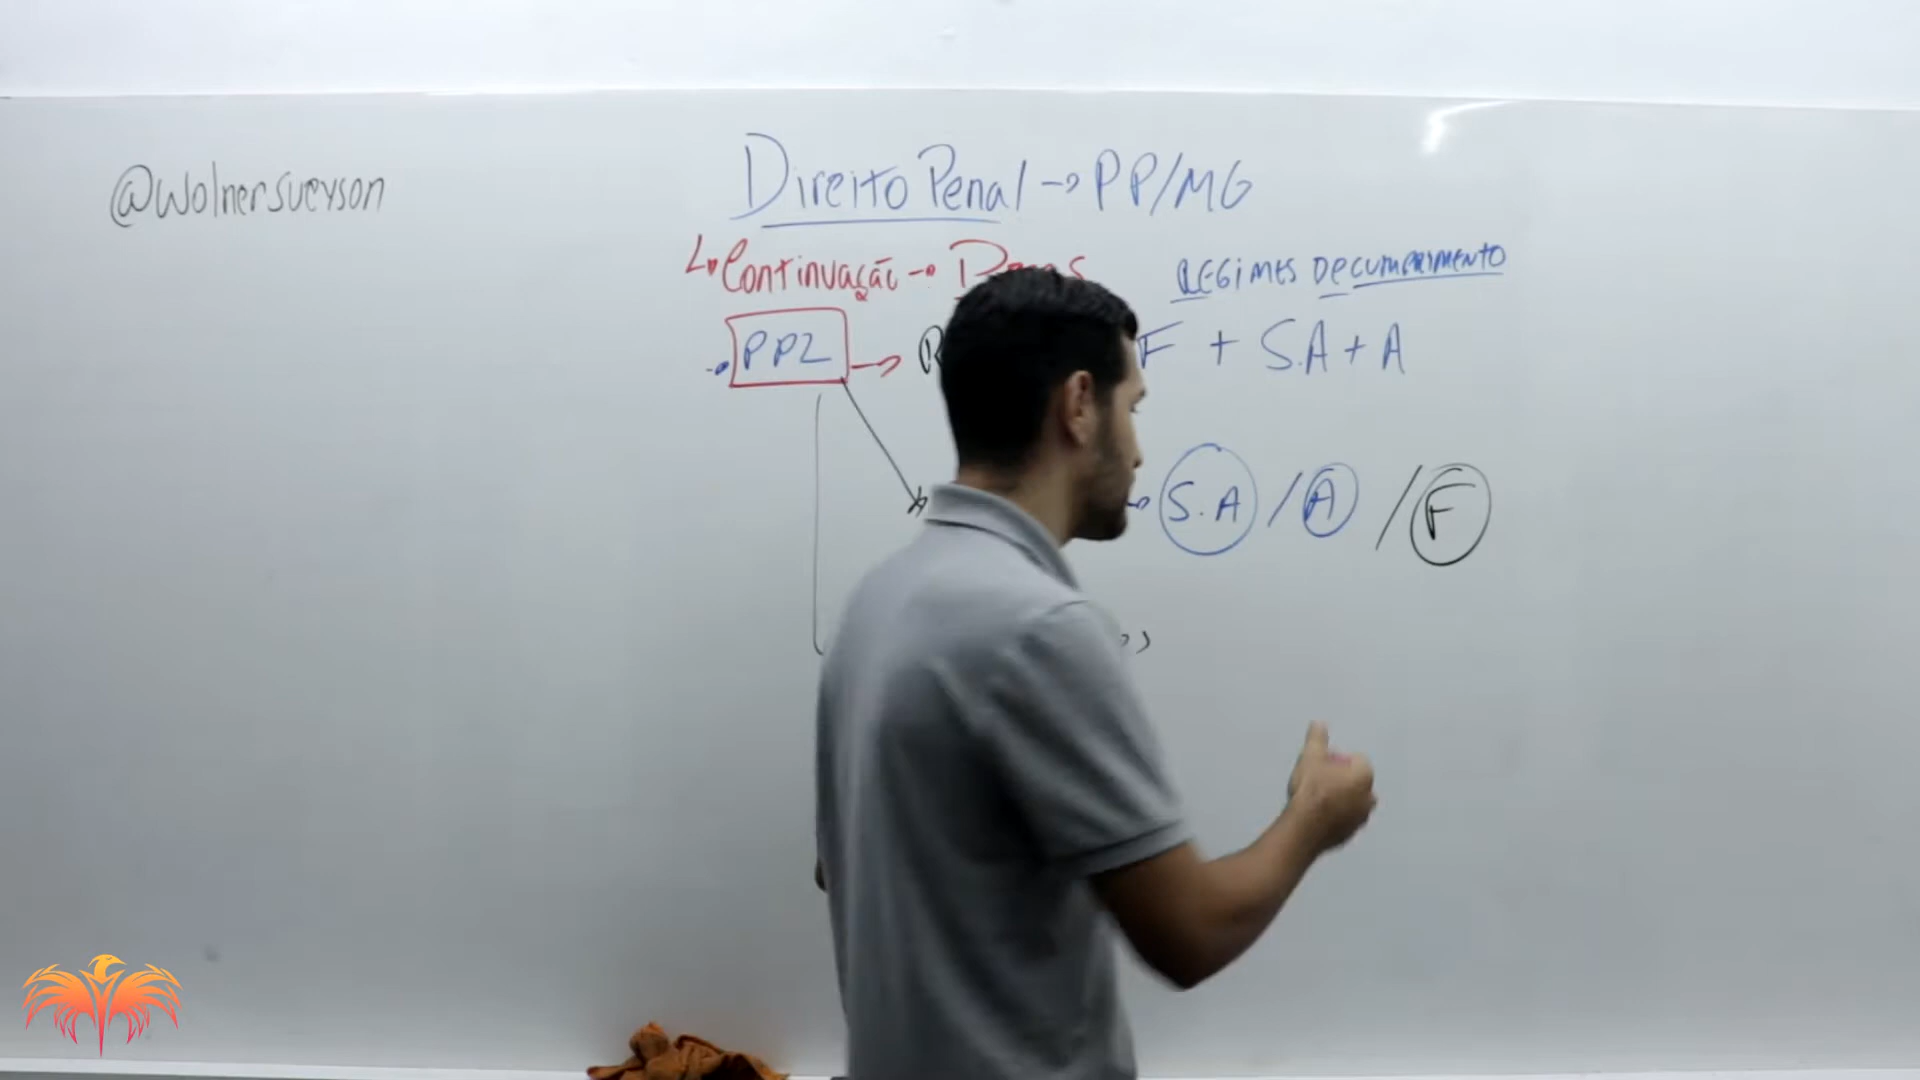 @wolnersueyson
Direito Penal → PP/MG
↳ Continuação →
REGIMES DE CUMPRIMENTO
PPL → F + S.A + A
→ S.A / A / F